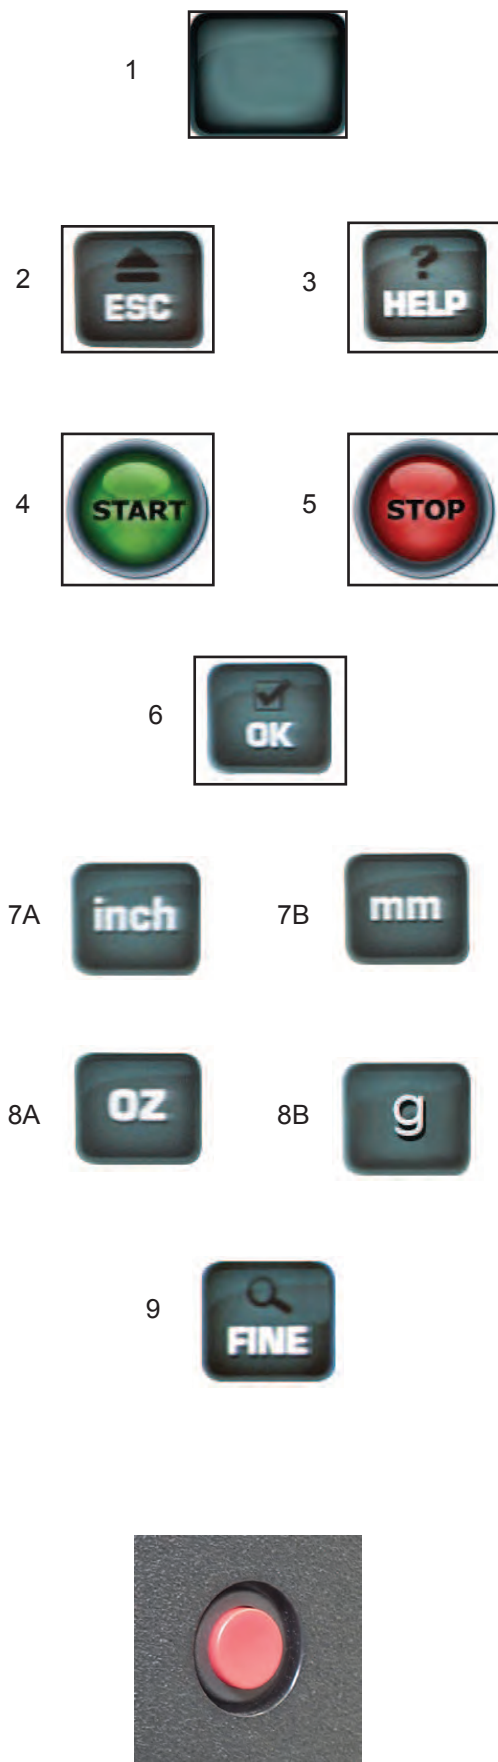 1
2 ESC
3 ? HELP
4 START
5 STOP
6 OK
7A inch
7B mm
8A OZ
8B g
9 FINE